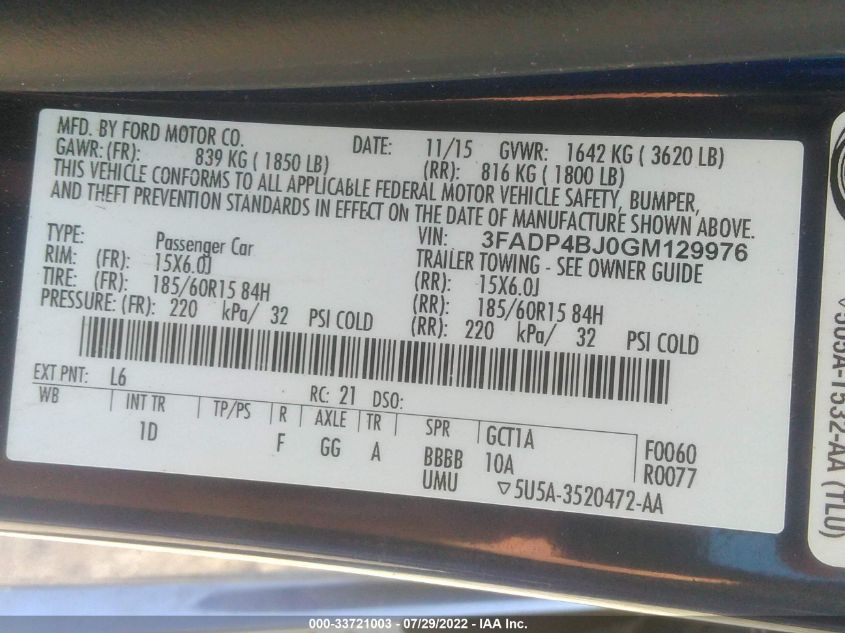 MFD. BY FORD MOTOR CO. DATE: 11/15 GVWR: 1642 KG ( 3620 LB)
GAWR: (FR): 839 KG ( 1850 LB) (RR): 816 KG ( 1800 LB)
THIS VEHICLE CONFORMS TO ALL APPLICABLE FEDERAL MOTOR VEHICLE SAFETY, BUMPER,
AND THEFT PREVENTION STANDARDS IN EFFECT ON THE DATE OF MANUFACTURE SHOWN ABOVE.
VIN: 3FADP4BJ0GM129976
Passenger Car TRAILER TOWING - SEE OWNER GUIDE
RIM: (FR): 15X6.0J (RR): 15X6.0J
TIRE: (FR): 185/60R15 84H (RR): 185/60R15 84H
PRESSURE: (FR): 220 kPa/ 32 PSI COLD (RR): 220 kPa/ 32 PSI COLD
EXT PNT: L6 RC: 21 DSO:
WB INT TR TP/PS R AXLE TR SPR GCT1A F0060
1D F GG A BBBB 10A R0077
UMU ▽5U5A-3520472-AA
▽5U5A-1532-AA (TLU)
000-33721003 - 07/29/2022 - IAA Inc.